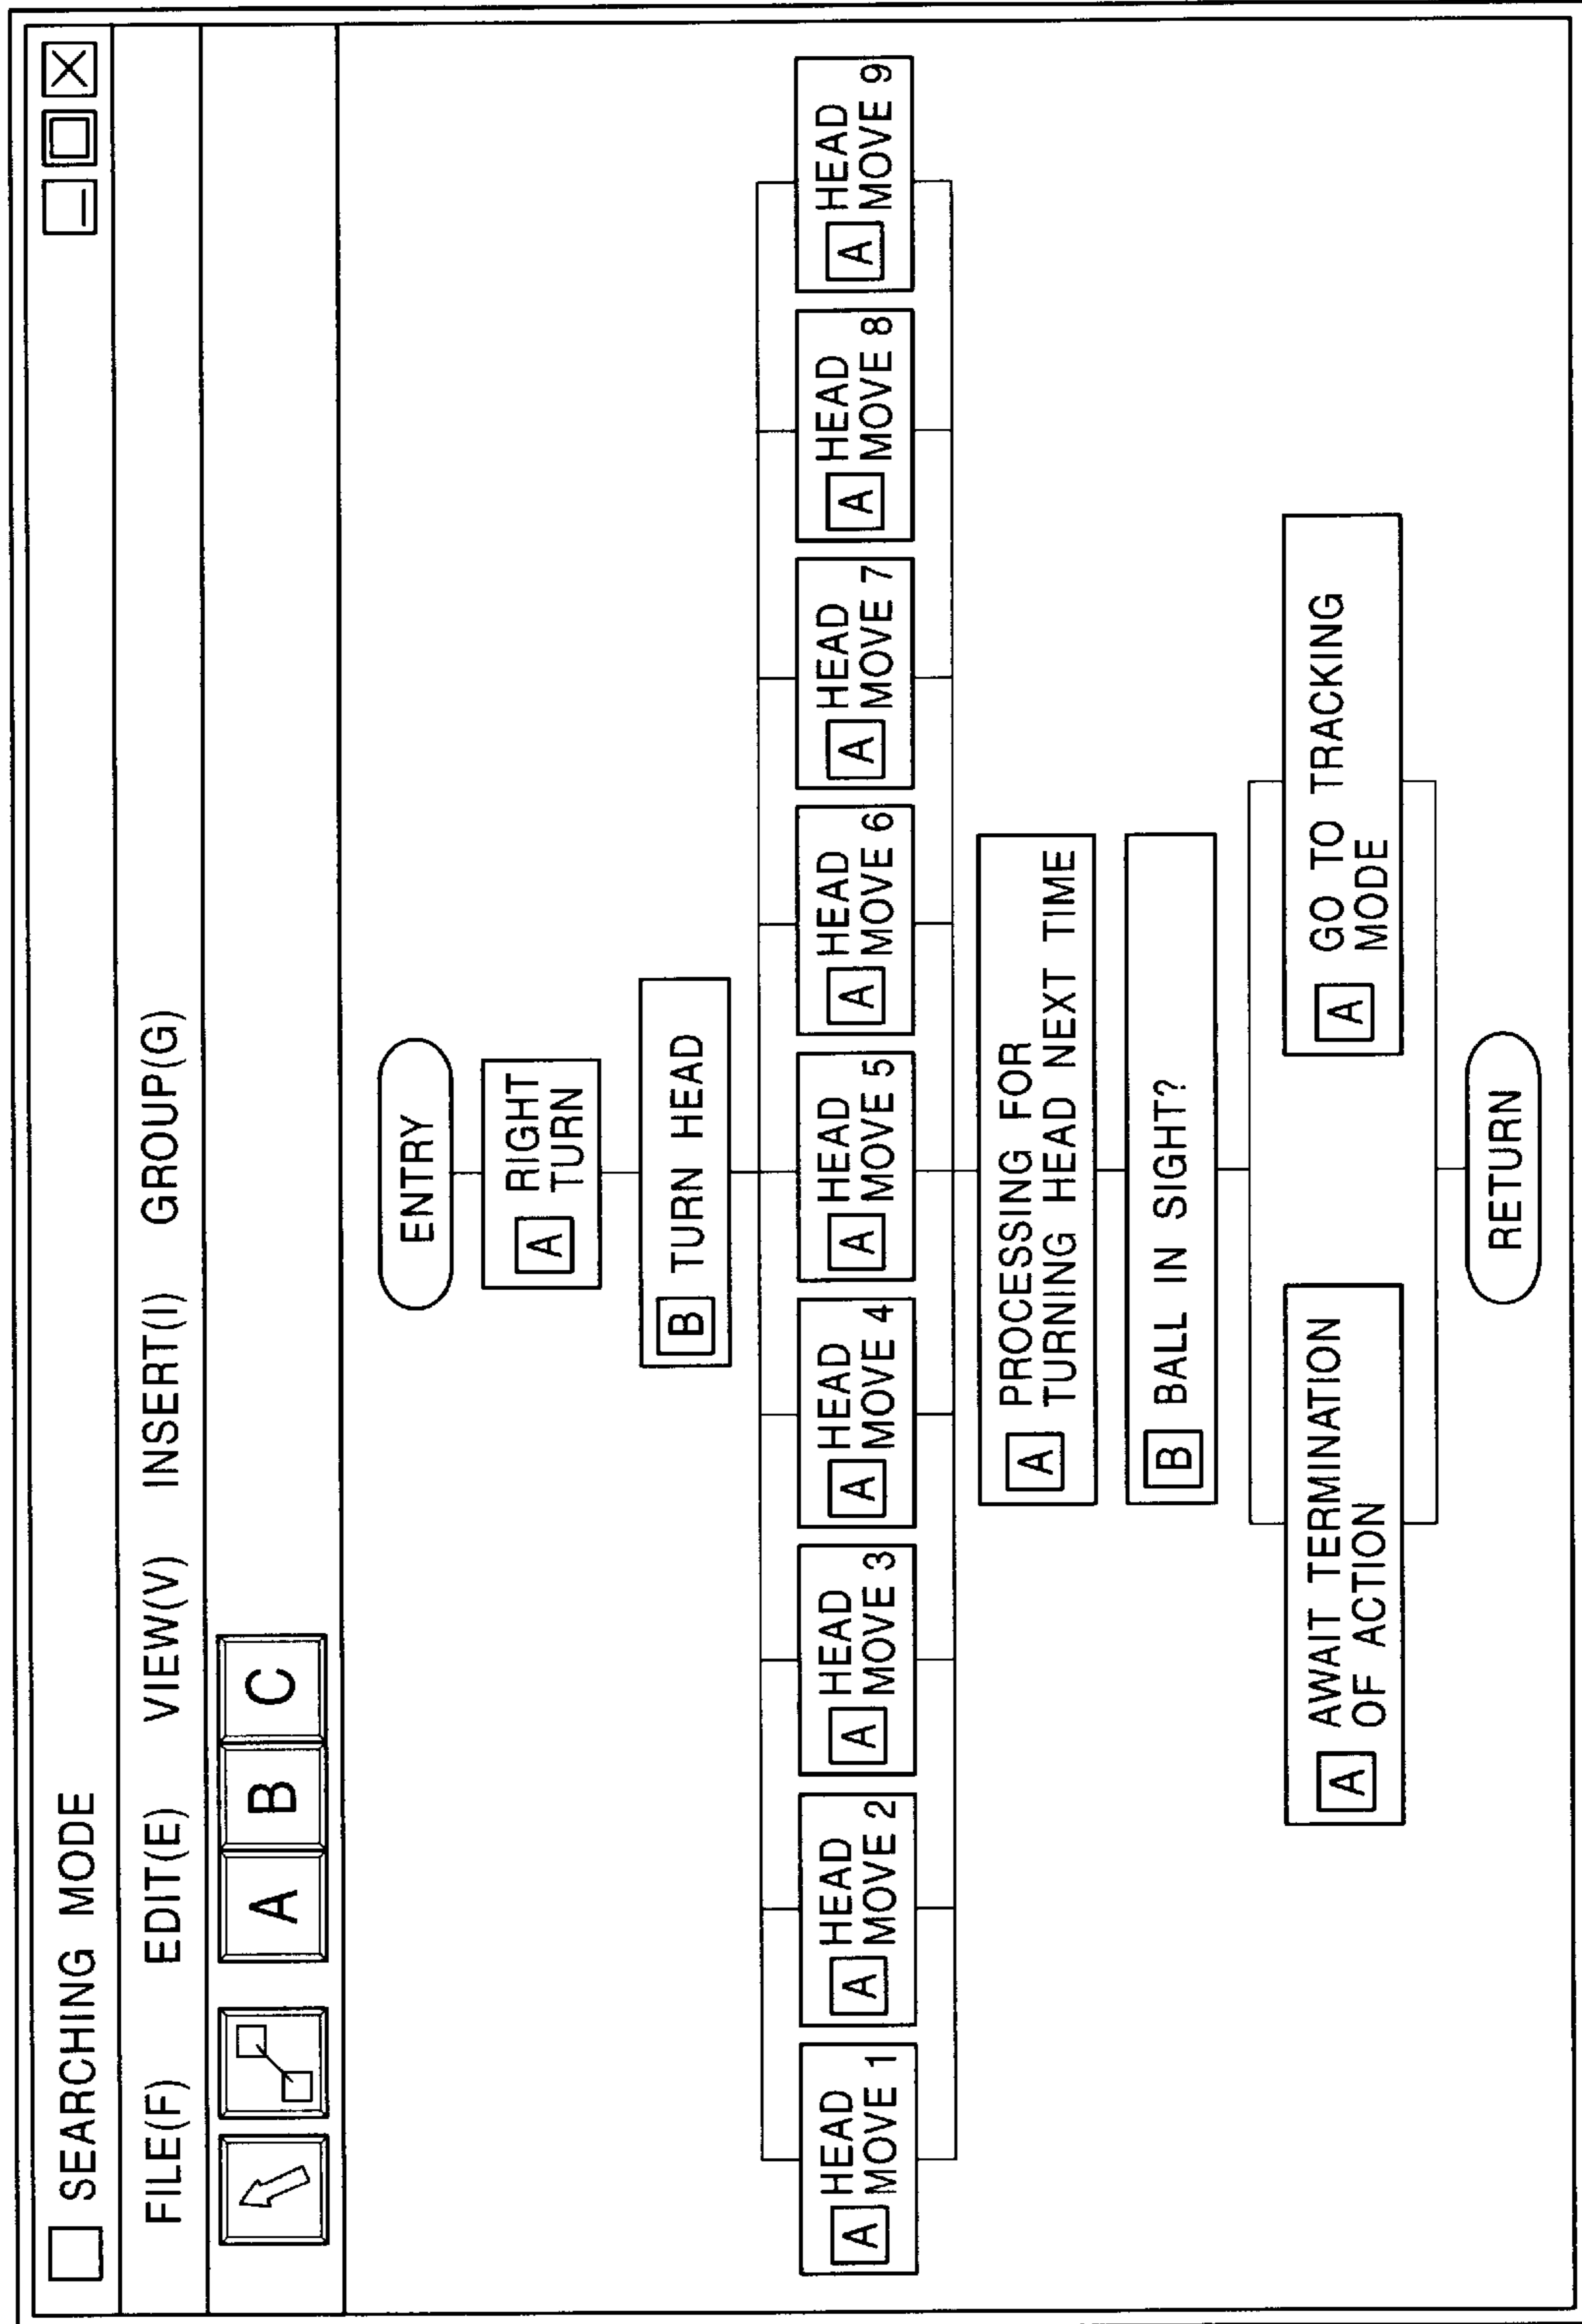 SEARCHING MODE
FILE(F) EDIT(E) VIEW(V) INSERT(I) GROUP(G)
A B C
ENTRY
A RIGHT
TURN
B TURN HEAD
A HEAD
MOVE 1
A HEAD
MOVE 2
A HEAD
MOVE 3
A HEAD
MOVE 4
A HEAD
MOVE 5
A HEAD
MOVE 6
A HEAD
MOVE 7
A HEAD
MOVE 8
A HEAD
MOVE 9
A PROCESSING FOR
TURNING HEAD NEXT TIME
B BALL IN SIGHT?
A AWAIT TERMINATION
OF ACTION
A GO TO TRACKING
MODE
RETURN